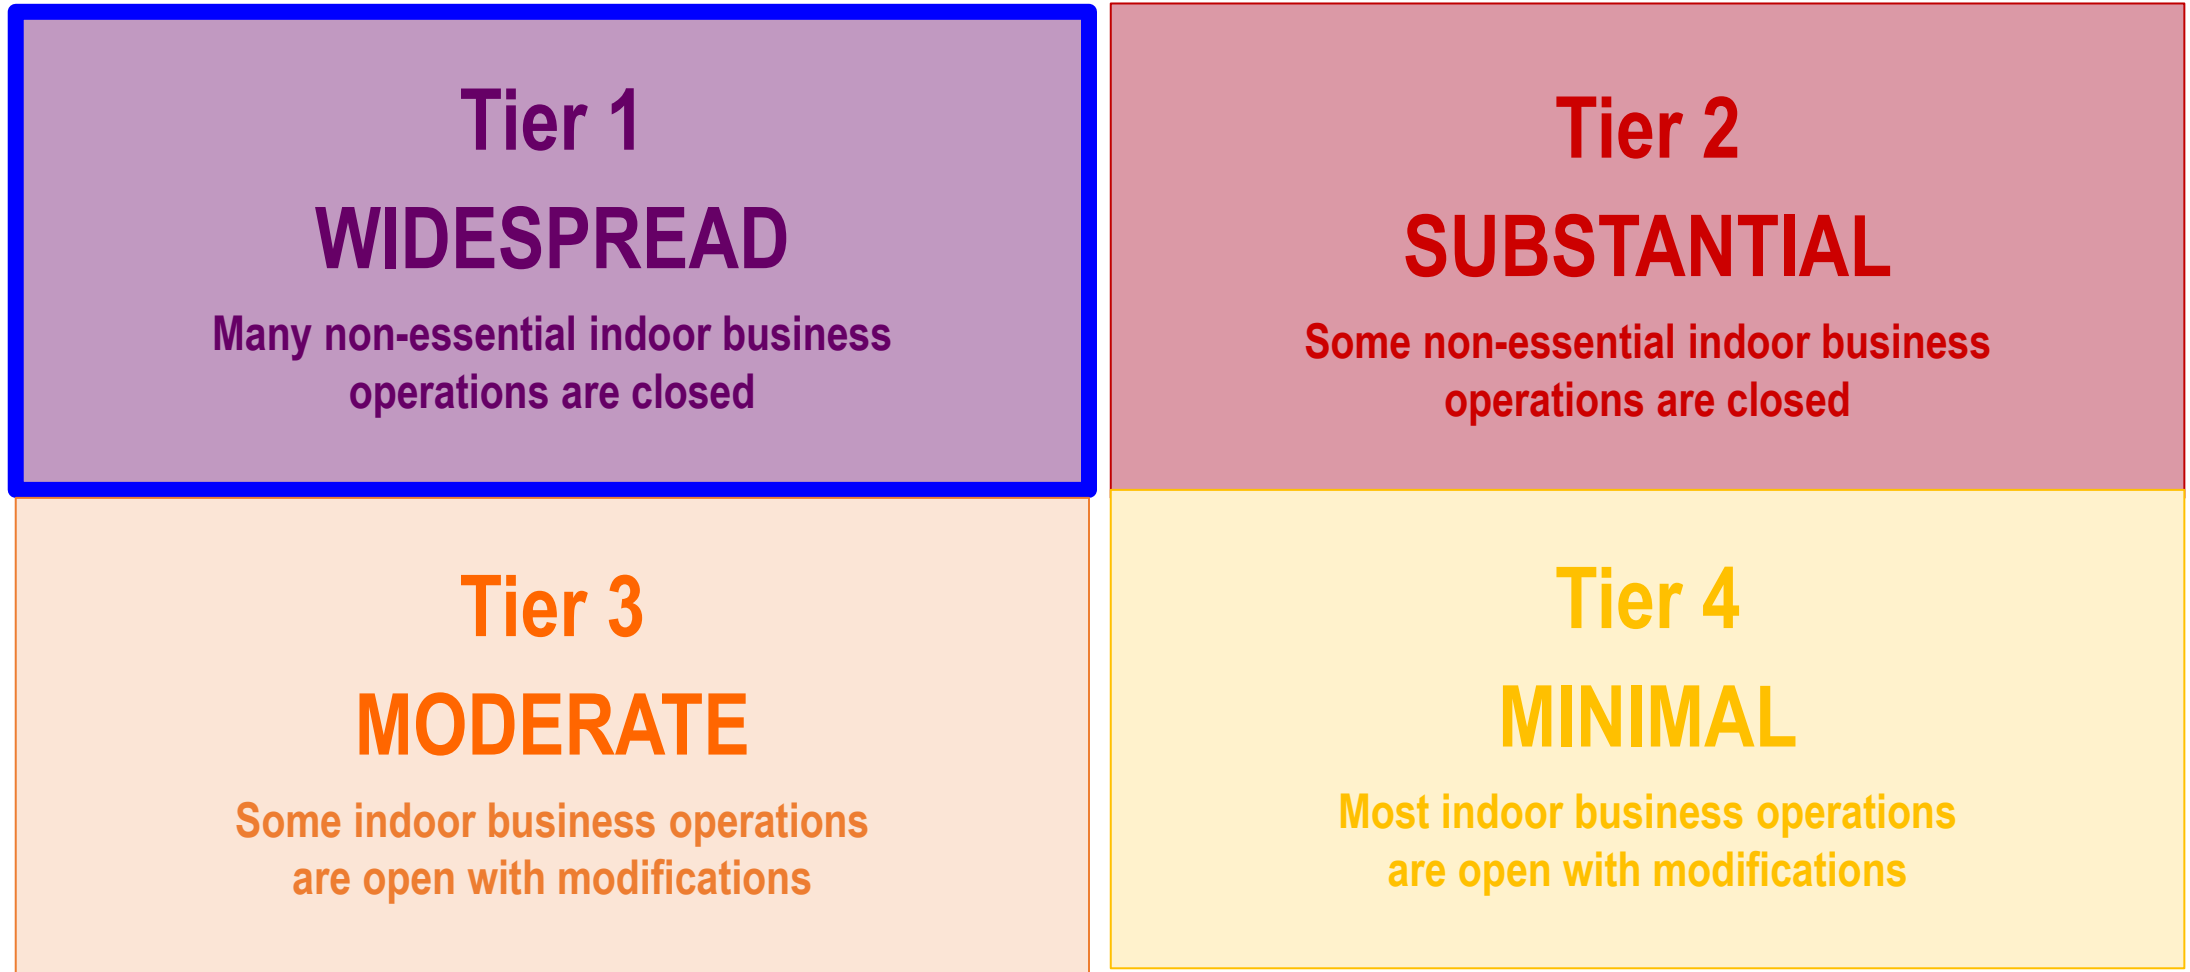 Tier 1
WIDESPREAD
Many non-essential indoor business
operations are closed
Tier 2
SUBSTANTIAL
Some non-essential indoor business
operations are closed
Tier 3
MODERATE
Some indoor business operations
are open with modifications
Tier 4
MINIMAL
Most indoor business operations
are open with modifications